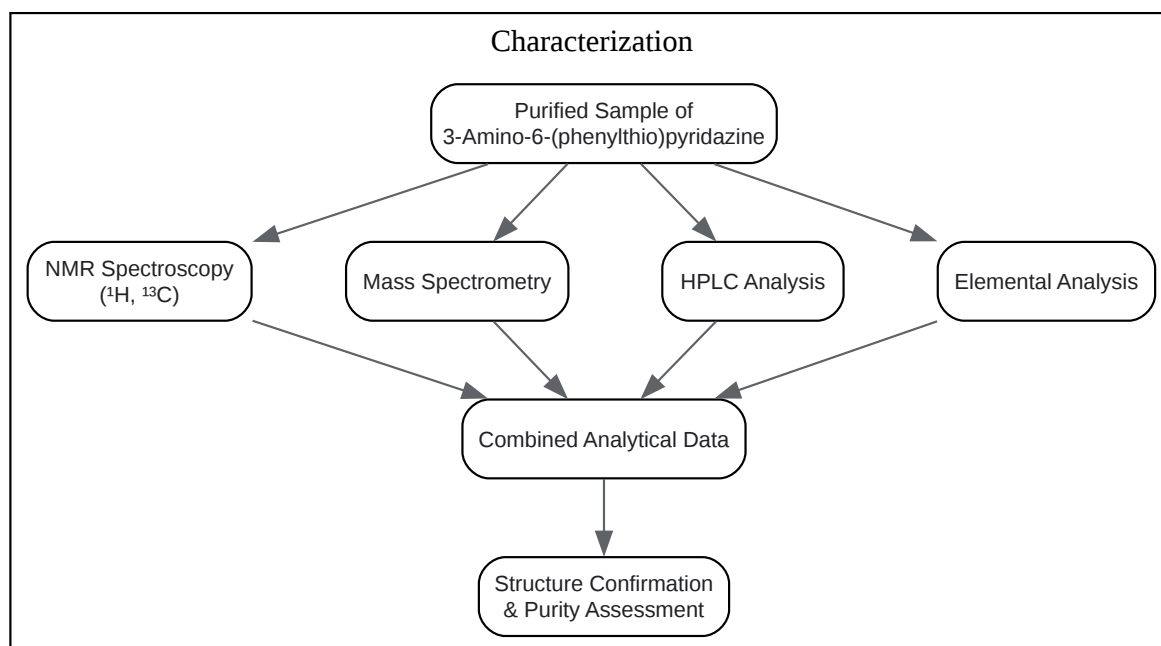 Characterization
Purified Sample of
3-Amino-6-(phenylthio)pyridazine
NMR Spectroscopy
(¹H, ¹³C)
Mass Spectrometry
HPLC Analysis
Elemental Analysis
Combined Analytical Data
Structure Confirmation
& Purity Assessment